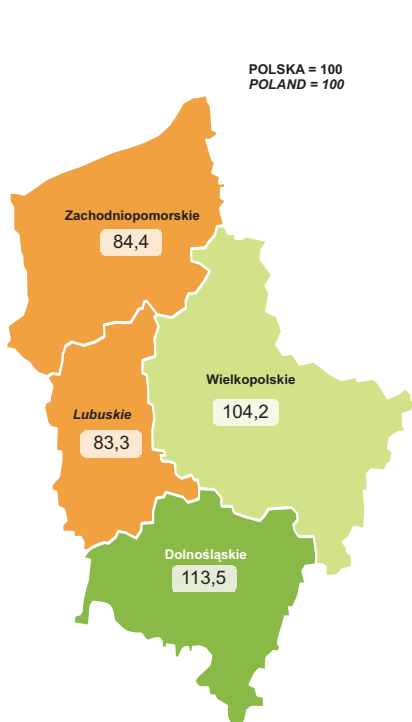 POLSKA = 100
POLAND = 100
Zachodniopomorskie
84,4
Wielkopolskie
104,2
Lubuskie
83,3
Dolnośląskie
113,5